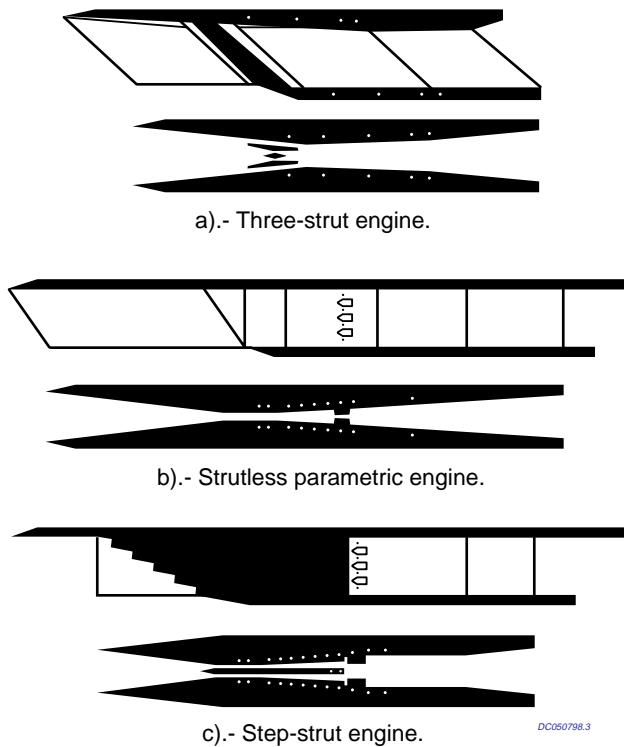 a).- Three-strut engine.
b).- Strutless parametric engine.
c).- Step-strut engine.
DC050798.3